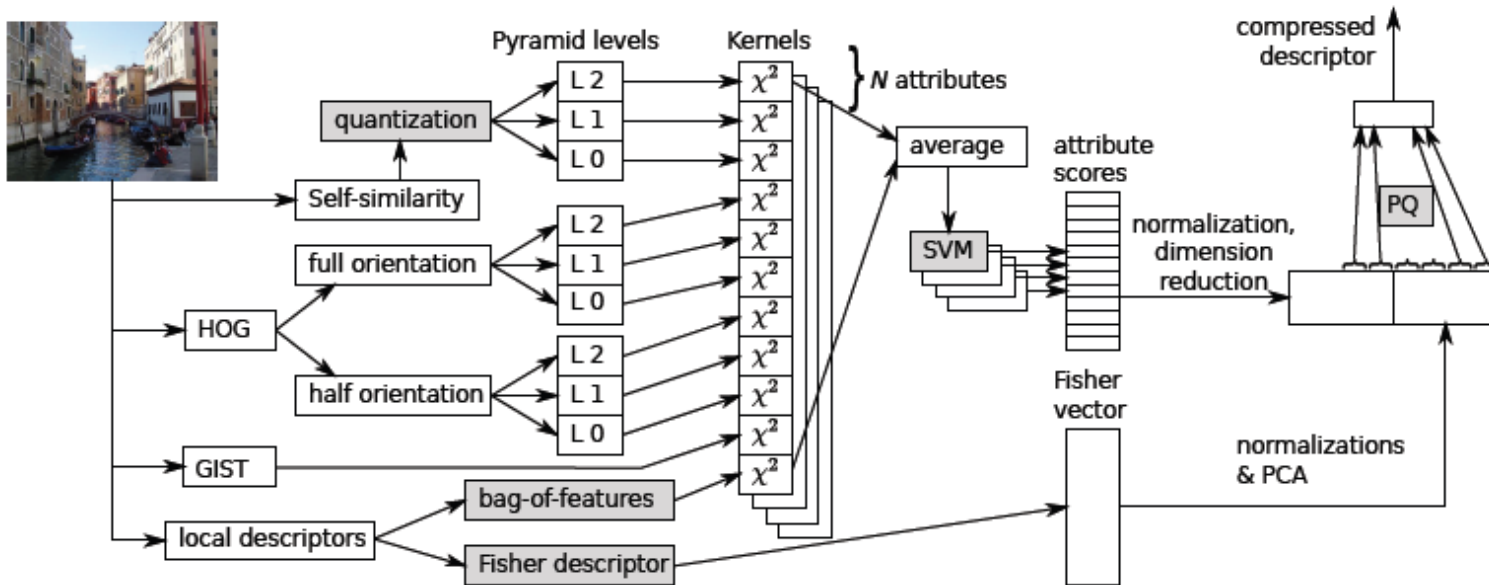 Pyramid levels
Kernels
compressed
descriptor
N attributes
quantization
L 2
L 1
L 0
χ²
χ²
χ²
average
attribute
scores
Self-similarity
full orientation
L 2
L 1
L 0
χ²
χ²
χ²
SVM
PQ
normalization,
dimension
reduction
HOG
half orientation
L 2
L 1
L 0
χ²
χ²
χ²
Fisher
vector
GIST
χ²
normalizations
& PCA
bag-of-features
χ²
local descriptors
Fisher descriptor